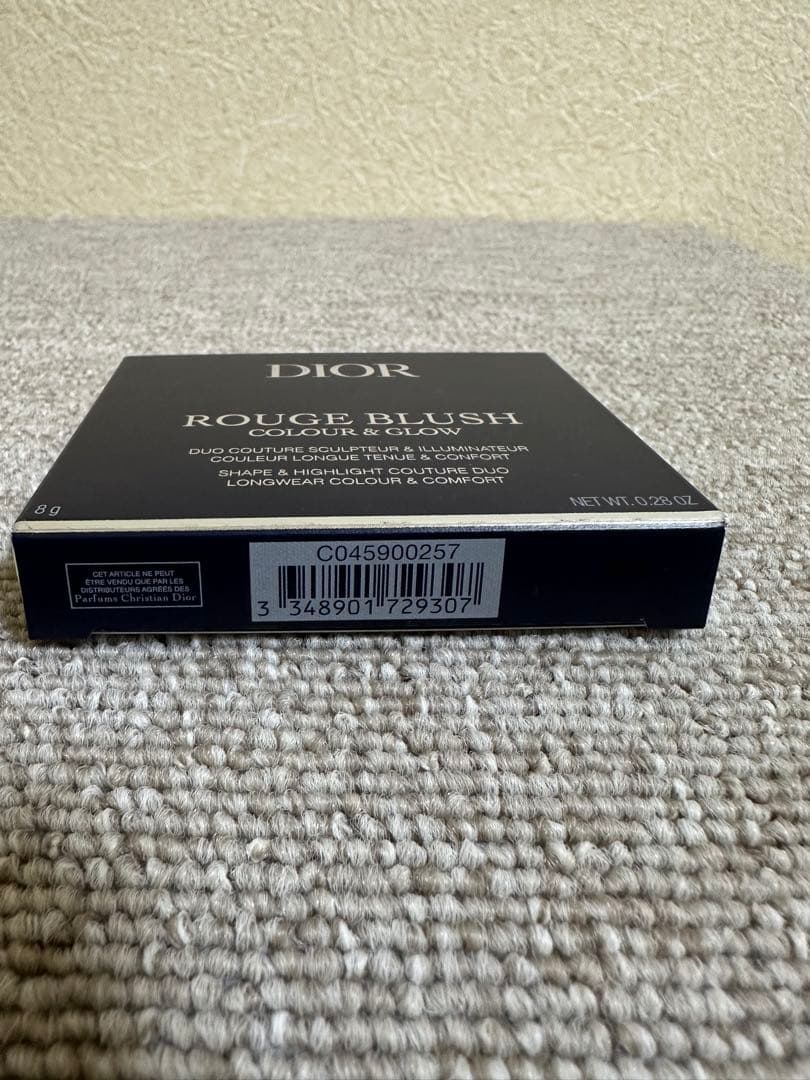 DIOR
ROUGE BLUSH
COLOUR & GLOW
DUO COUTURE SCULPTEUR & ILLUMINATEUR
COULEUR LONGUE TENUE & CONFORT
SHAPE & HIGHLIGHT COUTURE DUO
LONGWEAR COLOUR & COMFORT
8 g
NET WT. 0.28 OZ
CET ARTICLE NE PEUT
ÊTRE VENDU QUE PAR LES
DISTRIBUTEURS AGRÉÉS DES
Parfums Christian Dior
C045900257
3 348901 729307